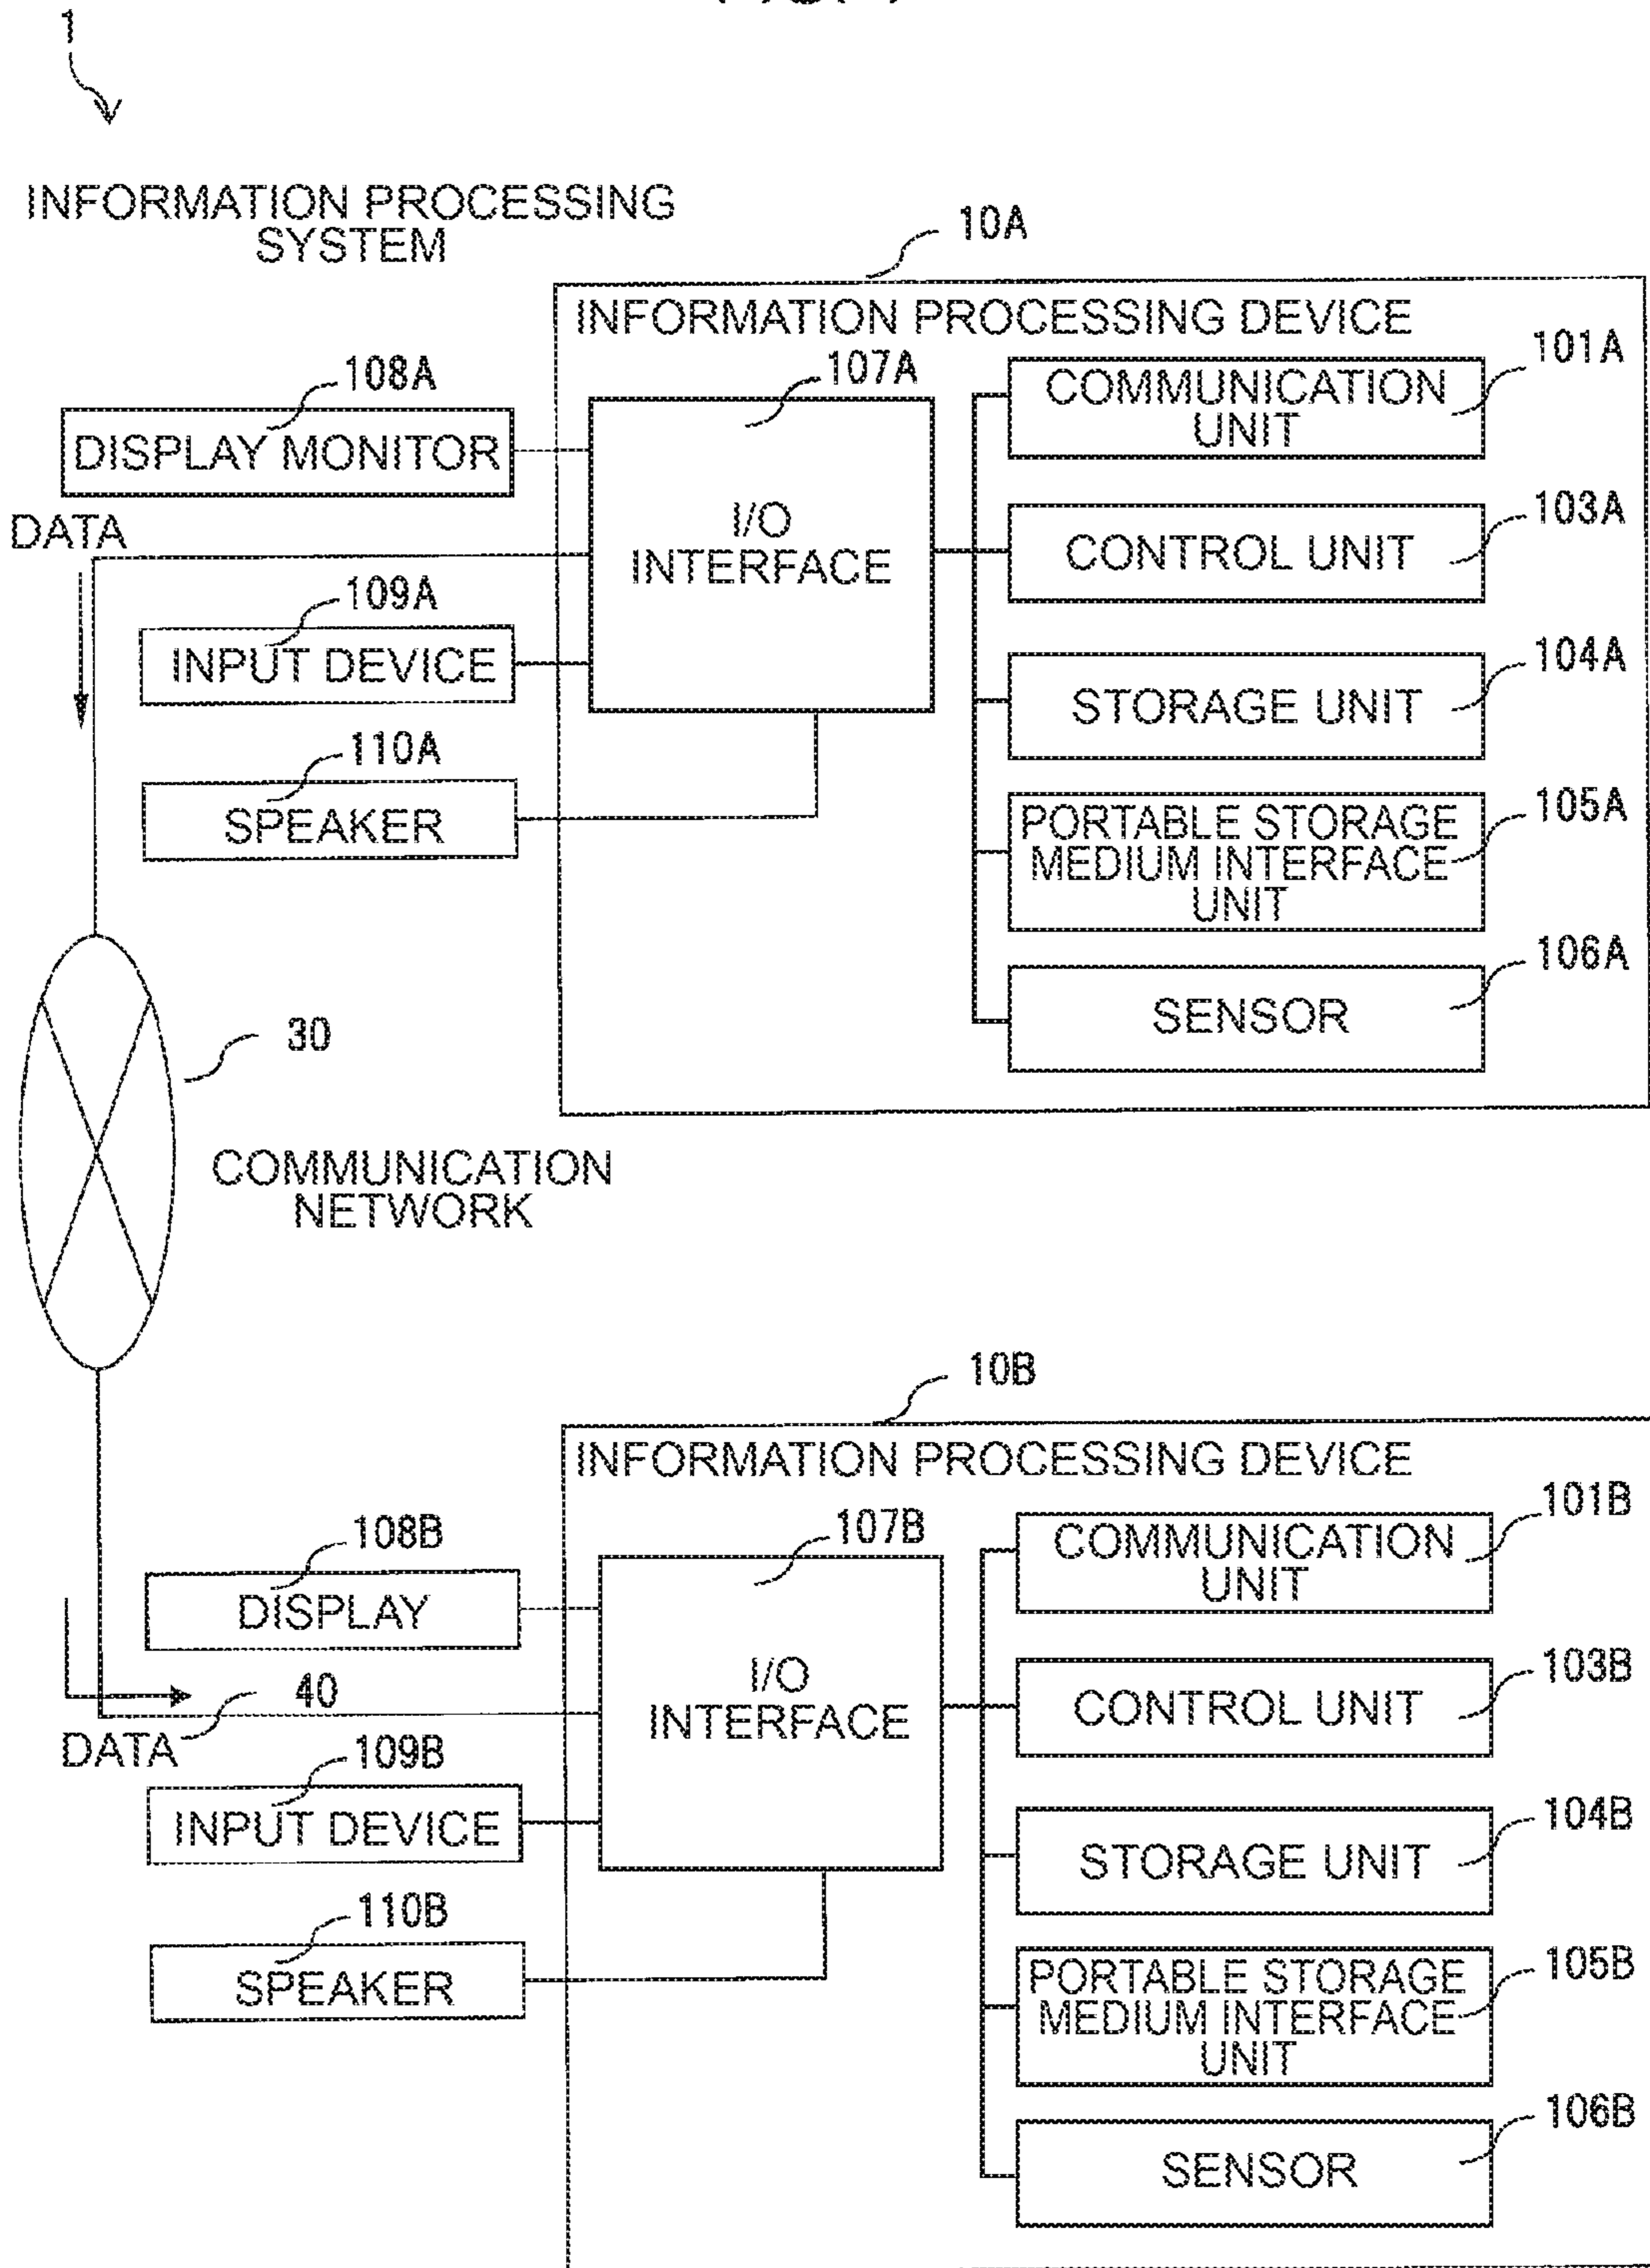 1
INFORMATION PROCESSING
SYSTEM
10A
INFORMATION PROCESSING DEVICE
108A
DISPLAY MONITOR
107A
I/O
INTERFACE
101A
COMMUNICATION
UNIT
DATA
103A
CONTROL UNIT
109A
INPUT DEVICE
104A
STORAGE UNIT
110A
SPEAKER
105A
PORTABLE STORAGE
MEDIUM INTERFACE
UNIT
106A
SENSOR
30
COMMUNICATION
NETWORK
10B
INFORMATION PROCESSING DEVICE
108B
DISPLAY
107B
I/O
INTERFACE
101B
COMMUNICATION
UNIT
40
DATA
103B
CONTROL UNIT
109B
INPUT DEVICE
104B
STORAGE UNIT
110B
SPEAKER
105B
PORTABLE STORAGE
MEDIUM INTERFACE
UNIT
106B
SENSOR